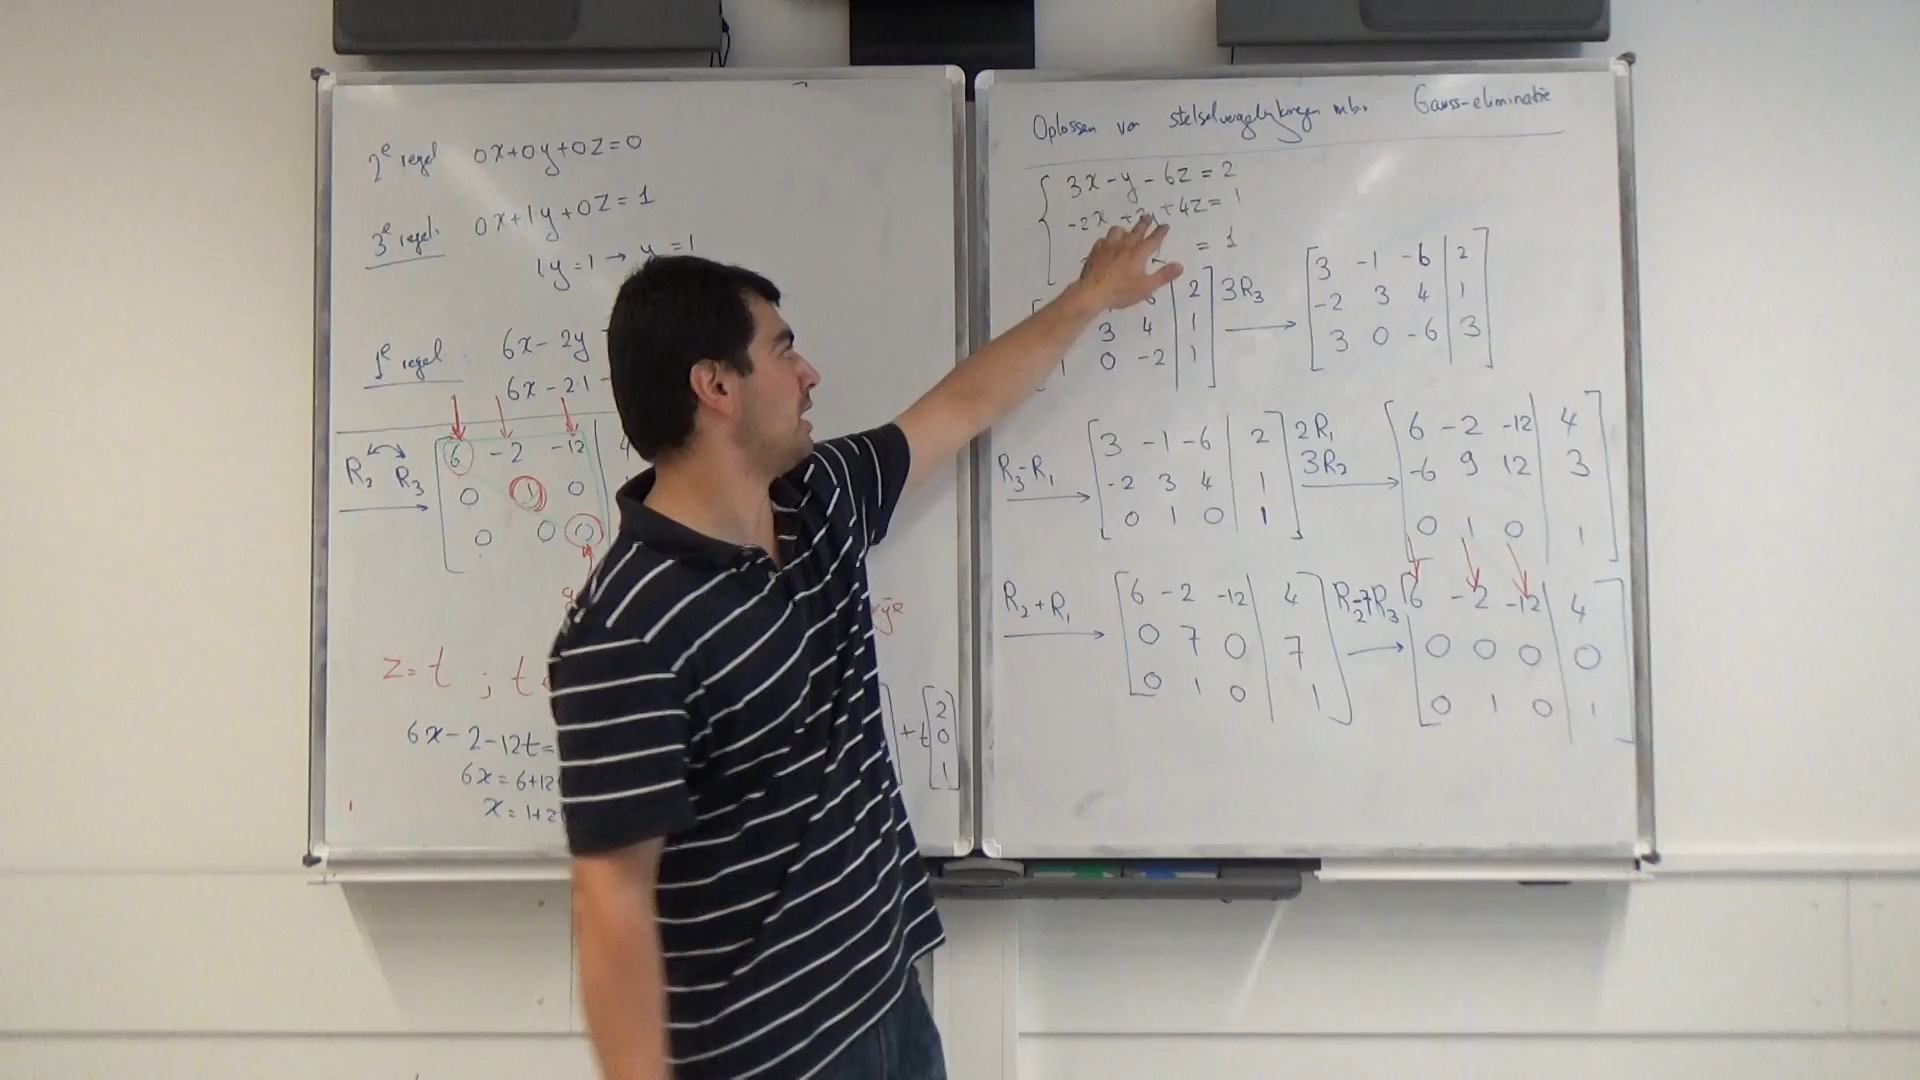 2e regel 0x+0y+0z=0
3e regel. 0x+1y+0z=1
1y=1 → y=1
1e regel 6x-2y
6x-2·1
R2 R3
6 -2 -12 4
0 1 0
0 0 0
z=t ; t
6x-2-12t=
6x=6+12
x=1+2
+t [2 0 1]
Oplossen van stelselvergelijkingen mb. Gauss-eliminatie
3x-y-6z=2
-2x+3y+4z=1
=1
2
3 4 1
1 0 -2 1
3R3
3 -1 -6 2
-2 3 4 1
3 0 -6 3
R3-R1
3 -1 -6 2
-2 3 4 1
0 1 0 1
2R1
3R2
6 -2 -12 4
-6 9 12 3
0 1 0 1
R2+R1
6 -2 -12 4
0 7 0 7
0 1 0 1
R2-7R3
6 -2 -12 4
0 0 0 0
0 1 0 1